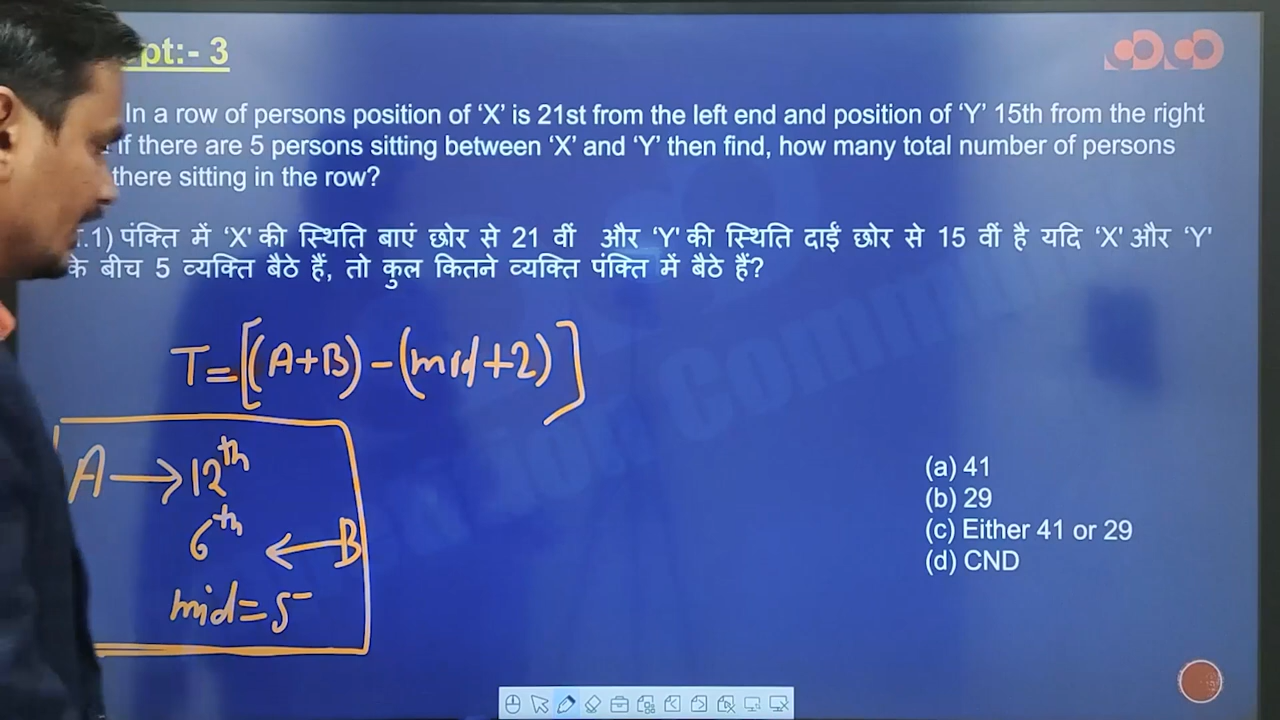 pt:- 3
In a row of persons position of ‘X’ is 21st from the left end and position of ‘Y’ 15th from the right
if there are 5 persons sitting between ‘X’ and ‘Y’ then find, how many total number of persons
there sitting in the row?
.1) पंक्ति में ‘X' की स्थिति बाएं छोर से 21 वीं और ‘Y' की स्थिति दाईं छोर से 15 वीं है यदि ‘X' और ‘Y'
के बीच 5 व्यक्ति बैठे हैं, तो कुल कितने व्यक्ति पंक्ति में बैठे हैं?
T=[(A+B)-(mid+2)]
A→12th
6th ←B
mid=5
(a) 41
(b) 29
(c) Either 41 or 29
(d) CND